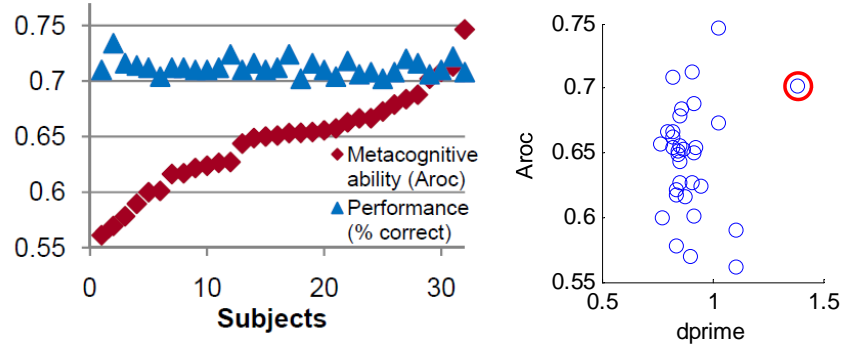 0.75
0.7
0.65
0.6
0.55
Metacognitive
ability (Aroc)
Performance
(% correct)
0 10 20 30
Subjects
Aroc
0.75
0.7
0.65
0.6
0.55
0.5 1 1.5
dprime